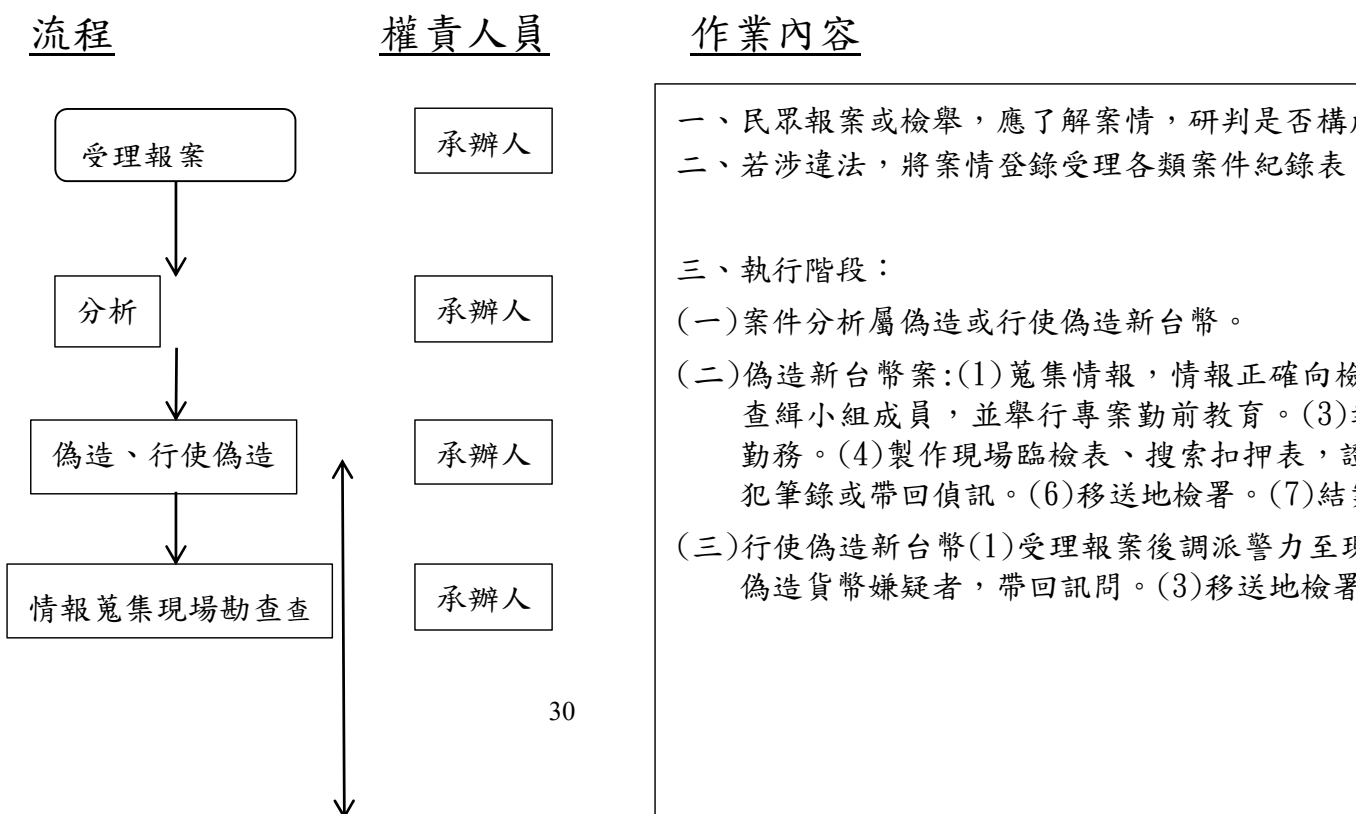 流程
權責人員
作業內容
受理報案
承辦人
分析
承辦人
偽造、行使偽造
承辦人
情報蒐集現場勘查查
承辦人
一、民眾報案或檢舉，應了解案情，研判是否構
二、若涉違法，將案情登錄受理各類案件紀錄表
三、執行階段：
(一)案件分析屬偽造或行使偽造新台幣。
(二)偽造新台幣案:(1)蒐集情報，情報正確向檢
查緝小組成員，並舉行專案勤前教育。(3)
勤務。(4)製作現場臨檢表、搜索扣押表，
犯筆錄或帶回偵訊。(6)移送地檢署。(7)結
(三)行使偽造新台幣(1)受理報案後調派警力至現
偽造貨幣嫌疑者，帶回訊問。(3)移送地檢署
30